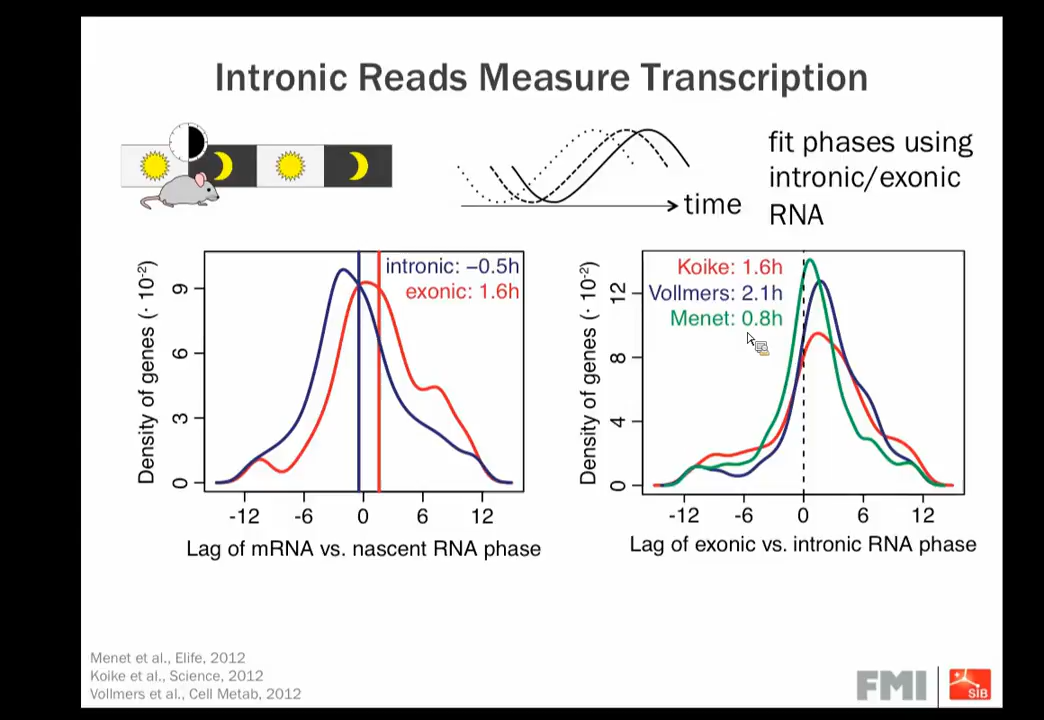 Intronic Reads Measure Transcription
time
fit phases using
intronic/exonic
RNA
intronic: −0.5h
exonic: 1.6h
Density of genes (· 10⁻²)
9
6
3
0
-12 -6 0 6 12
Lag of mRNA vs. nascent RNA phase
Koike: 1.6h
Vollmers: 2.1h
Menet: 0.8h
Density of genes (· 10⁻²)
12
8
4
0
-12 -6 0 6 12
Lag of exonic vs. intronic RNA phase
Menet et al., Elife, 2012
Koike et al., Science, 2012
Vollmers et al., Cell Metab, 2012
FMI
SIB